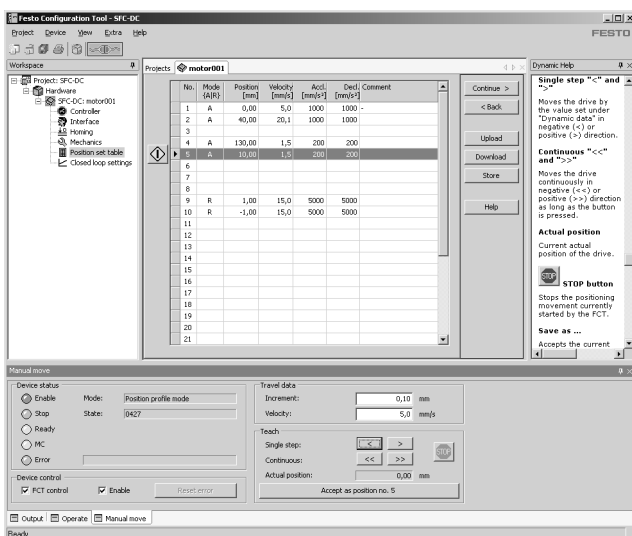 Festo Configuration Tool - SFC-DC
Project Device View Extra Help
FESTO
Workspace
Project: SFC-DC
Hardware
SFC-DC: motor001
Controller
Interface
Homing
Mechanics
Position set table
Closed loop settings
Projects motor001
No. Mode Position Velocity Accl. Decl. Comment
{A|R} [mm] [mm/s] [mm/s²] [mm/s²]
1 A 0,00 5,0 1000 1000 -
2 A 40,00 20,1 1000 1000
3
4 A 130,00 1,5 200 200
5 A 10,00 1,5 200 200
6
7
8
9 R 1,00 15,0 5000 5000
10 R -1,00 15,0 5000 5000
11
12
13
14
15
16
17
18
19
20
21
Continue >
< Back
Upload
Download
Store
Help
Dynamic Help
Single step "<" and
">"
Moves the drive by
the value set under
"Dynamic data" in
negative (<) or
positive (>) direction.
Continuous "<<"
and ">>"
Moves the drive
continuously in
negative (<<) or
positive (>>) direction
as long as the button
is pressed.
Actual position
Current actual
position of the drive.
STOP STOP button
Stops the positioning
movement currently
started by the FCT.
Save as ...
Accepts the current
Manual move
Device status
Enable Mode: Position profile mode
Stop State: 0427
Ready
MC
Error
Device control
FCT control Enable Reset error
Travel data
Increment: 0,10 mm
Velocity: 5,0 mm/s
Teach
Single step: < >
Continuous: << >>
STOP
Actual position: 0,00 mm
Accept as position no. 5
Output Operate Manual move
Ready